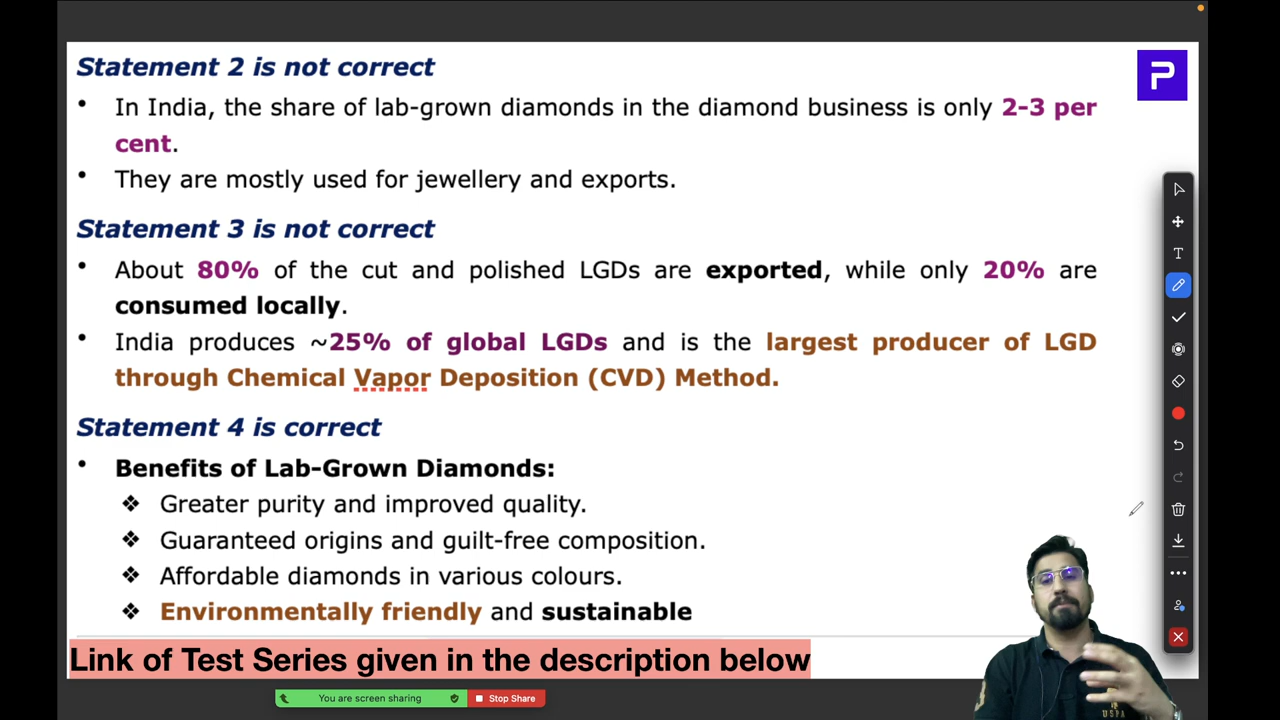 Statement 2 is not correct
P
• In India, the share of lab-grown diamonds in the diamond business is only 2-3 per
cent.
• They are mostly used for jewellery and exports.
Statement 3 is not correct
• About 80% of the cut and polished LGDs are exported, while only 20% are
consumed locally.
• India produces ~25% of global LGDs and is the largest producer of LGD
through Chemical Vapor Deposition (CVD) Method.
Statement 4 is correct
• Benefits of Lab-Grown Diamonds:
❖ Greater purity and improved quality.
❖ Guaranteed origins and guilt-free composition.
❖ Affordable diamonds in various colours.
❖ Environmentally friendly and sustainable
Link of Test Series given in the description below
You are screen sharing
Stop Share
T
USPA